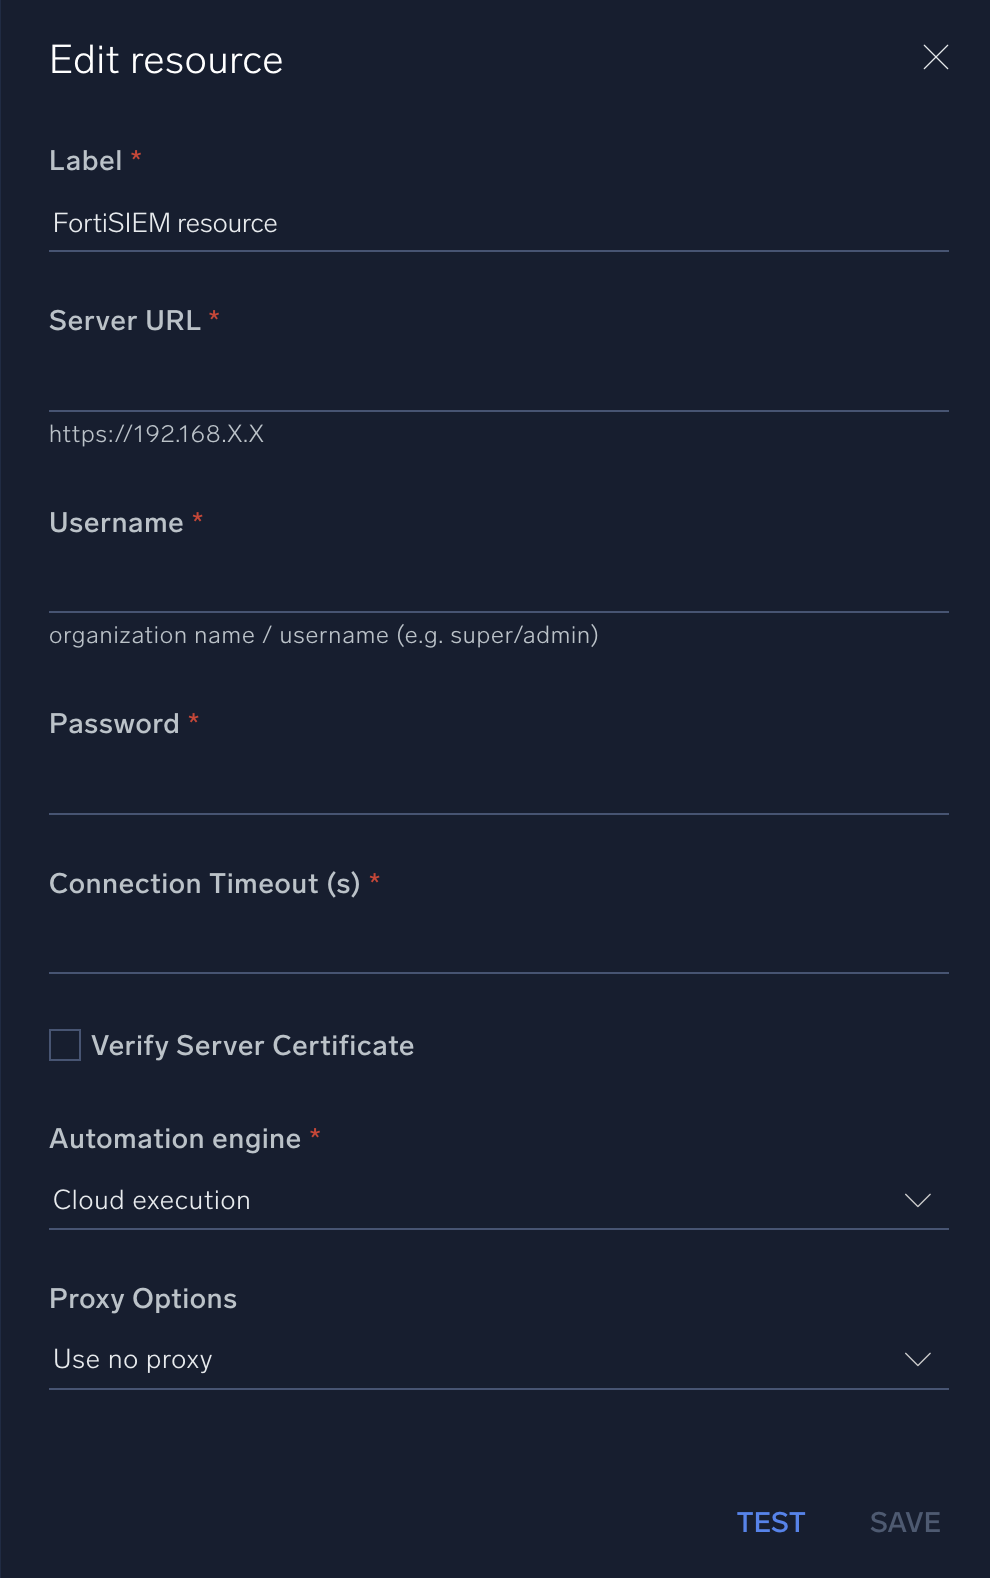 Edit resource
Label *
FortiSIEM resource
Server URL *
https://192.168.X.X
Username *
organization name / username (e.g. super/admin)
Password *
Connection Timeout (s) *
Verify Server Certificate
Automation engine *
Cloud execution
Proxy Options
Use no proxy
TEST SAVE